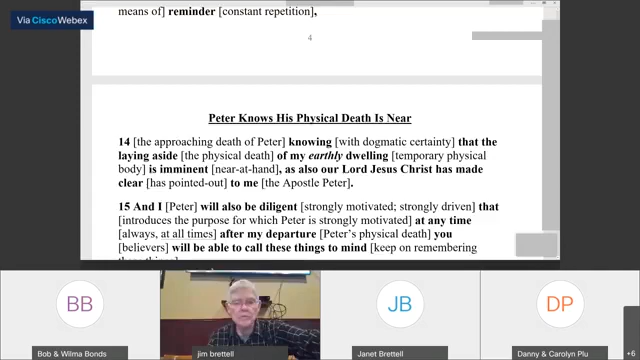 Via Cisco Webex
means of] reminder [constant repetition],
4
Peter Knows His Physical Death Is Near
14 [the approaching death of Peter] knowing [with dogmatic certainty] that the
laying aside [the physical death] of my earthly dwelling [temporary physical
body] is imminent [near-at-hand], as also our Lord Jesus Christ has made
clear [has pointed-out] to me [the Apostle Peter].
15 And I [Peter] will also be diligent [strongly motivated; strongly driven] that
[introduces the purpose for which Peter is strongly motivated] at any time
[always, at all times] after my departure [Peter's physical death] you
[believers] will be able to call these things to mind [keep on remembering
BB
JB
DP
Bob & Wilma Bonds
jim brettell
Janet Brettell
Danny & Carolyn Plu
+6